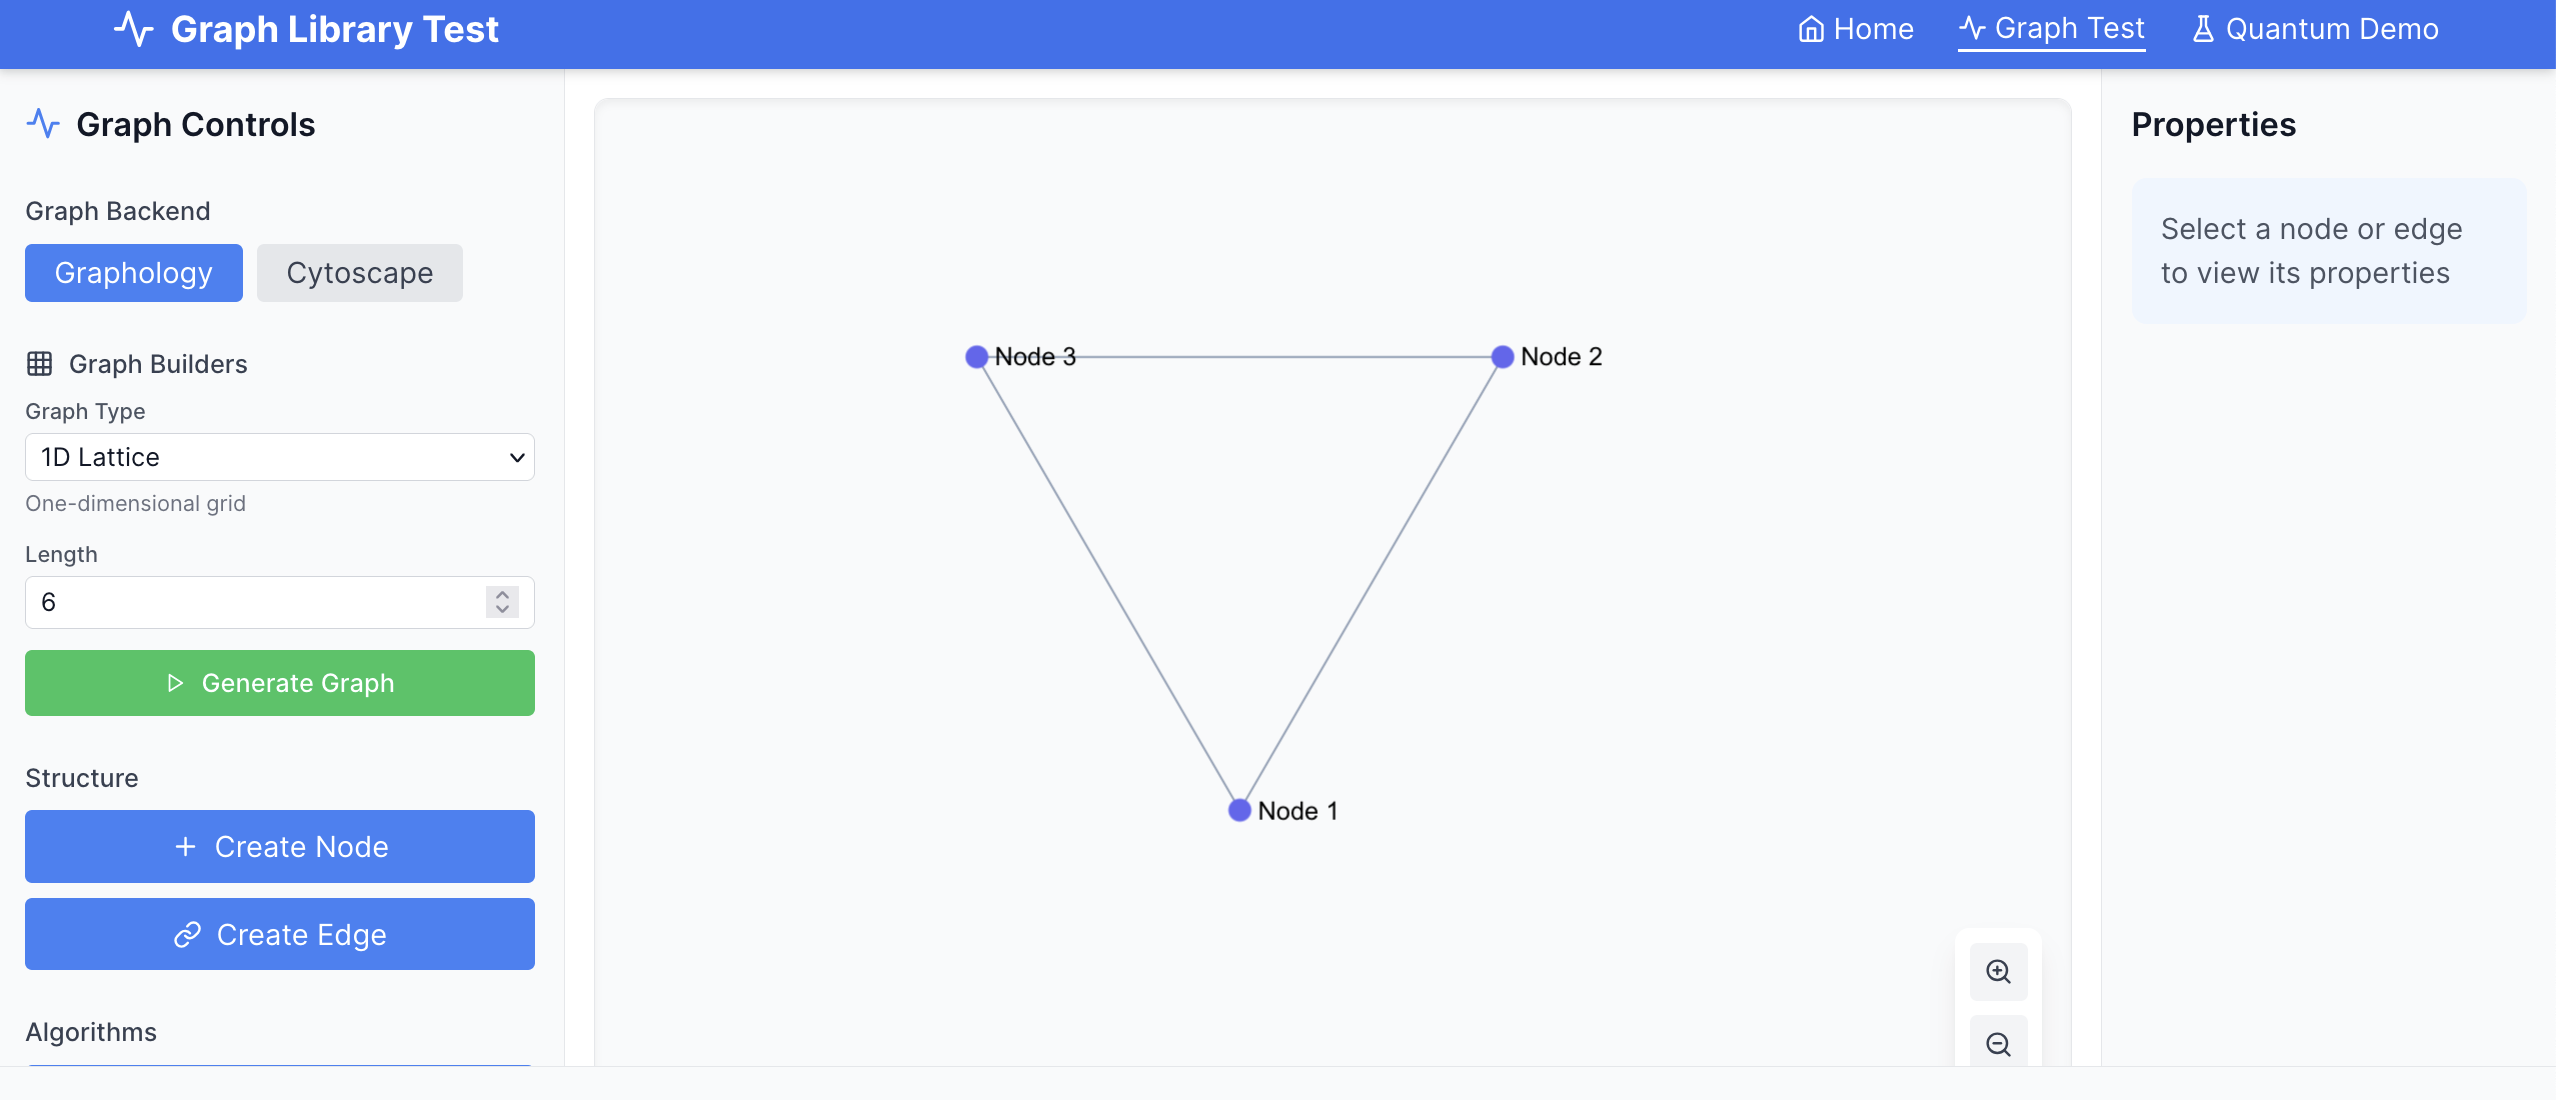 Graph Library Test
Home
Graph Test
Quantum Demo
Graph Controls
Graph Backend
Graphology
Cytoscape
Graph Builders
Graph Type
1D Lattice
One-dimensional grid
Length
6
Generate Graph
Structure
Create Node
Create Edge
Algorithms
Node 3
Node 2
Node 1
Properties
Select a node or edge
to view its properties